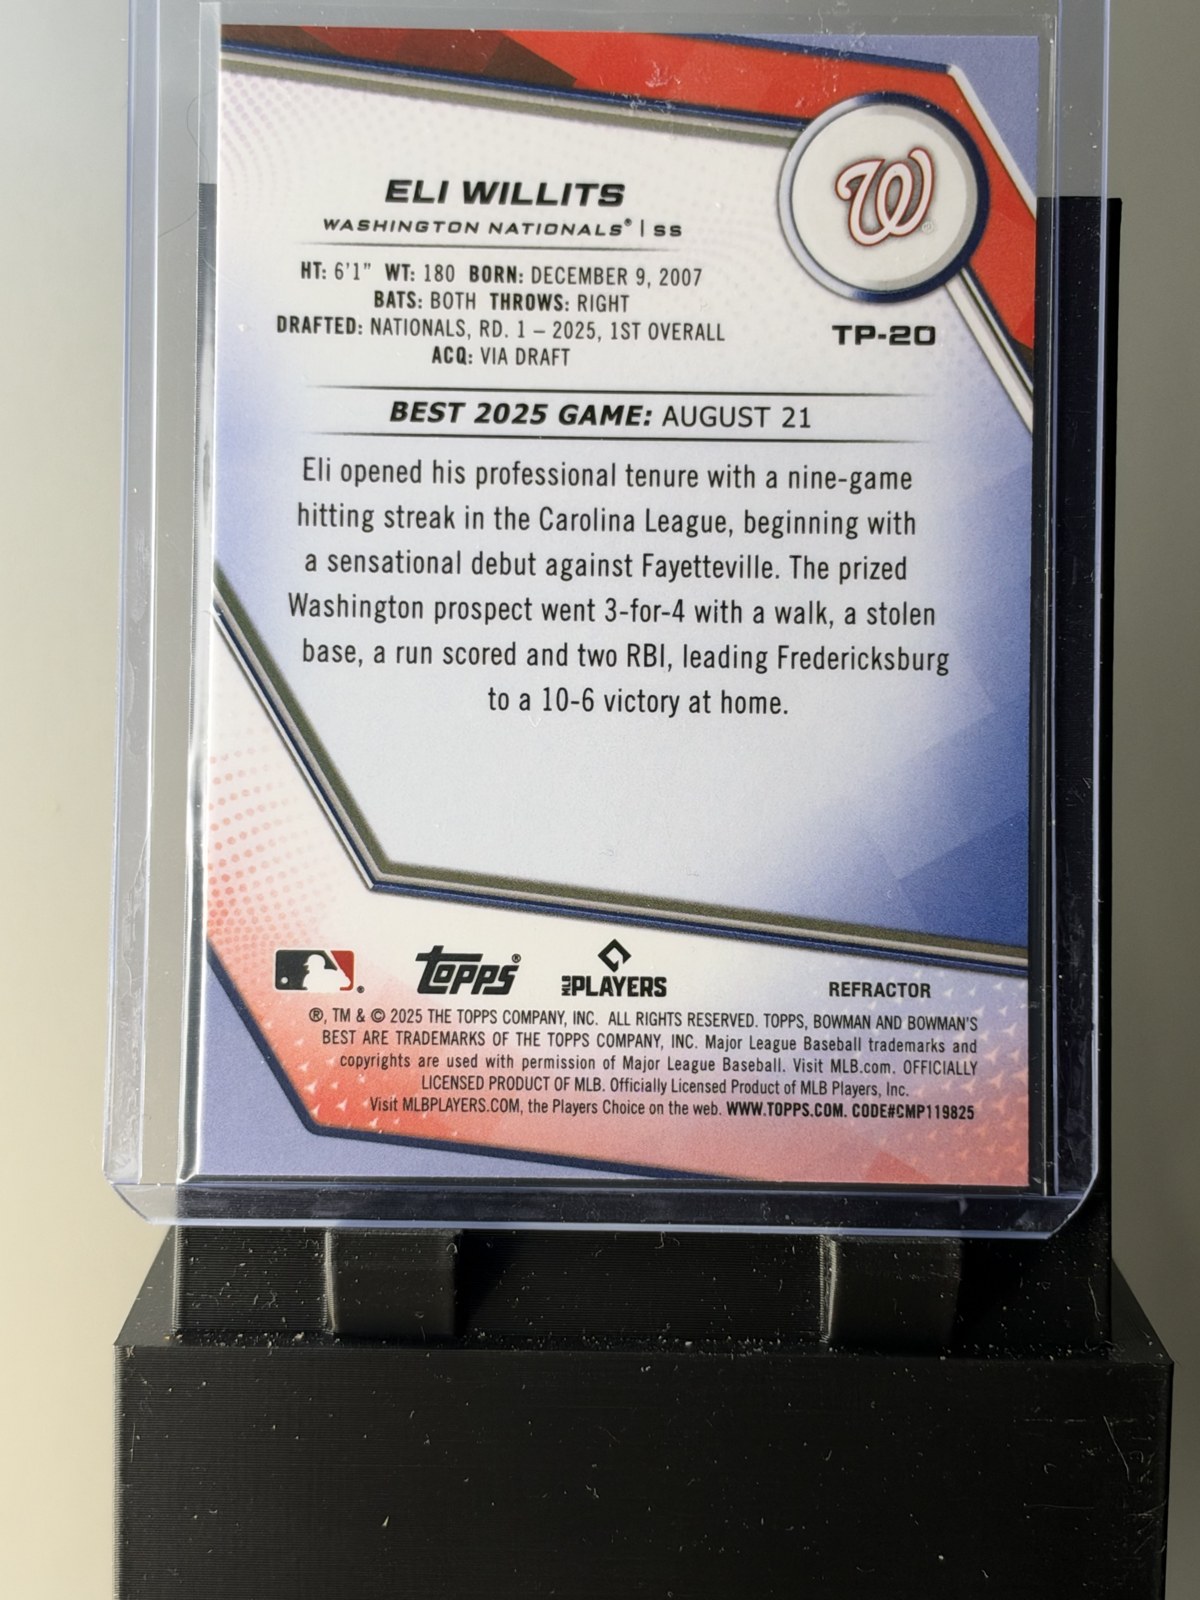 W
ELI WILLITS
WASHINGTON NATIONALS® | SS
HT: 6'1" WT: 180 BORN: DECEMBER 9, 2007
BATS: BOTH THROWS: RIGHT
DRAFTED: NATIONALS, RD. 1 – 2025, 1ST OVERALL
ACQ: VIA DRAFT
TP-20
BEST 2025 GAME: AUGUST 21
Eli opened his professional tenure with a nine-game
hitting streak in the Carolina League, beginning with
a sensational debut against Fayetteville. The prized
Washington prospect went 3-for-4 with a walk, a stolen
base, a run scored and two RBI, leading Fredericksburg
to a 10-6 victory at home.
Topps®
MLB PLAYERS
REFRACTOR
®, TM & © 2025 THE TOPPS COMPANY, INC. ALL RIGHTS RESERVED. TOPPS, BOWMAN AND BOWMAN'S
BEST ARE TRADEMARKS OF THE TOPPS COMPANY, INC. Major League Baseball trademarks and
copyrights are used with permission of Major League Baseball. Visit MLB.com. OFFICIALLY
LICENSED PRODUCT OF MLB. Officially Licensed Product of MLB Players, Inc.
Visit MLBPLAYERS.COM, the Players Choice on the web. WWW.TOPPS.COM. CODE#CMP119825